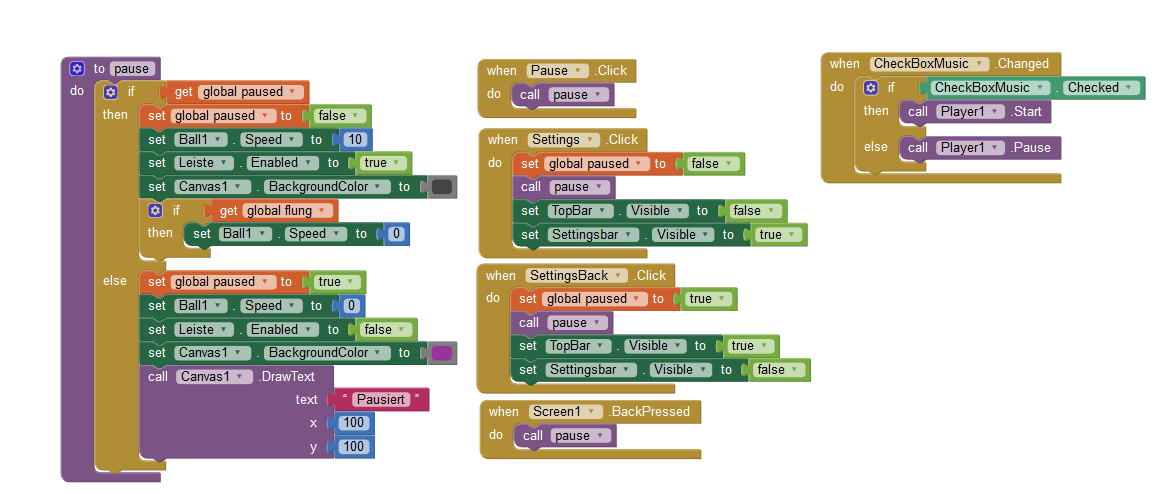 to pause
do if get global paused
then set global paused to false
set Ball1 . Speed to 10
set Leiste . Enabled to true
set Canvas1 . BackgroundColor to
if get global flung
then set Ball1 . Speed to 0
else set global paused to true
set Ball1 . Speed to 0
set Leiste . Enabled to false
set Canvas1 . BackgroundColor to
call Canvas1 .DrawText
text “ Pausiert ”
x 100
y 100
when Pause .Click
do call pause
when Settings .Click
do set global paused to false
call pause
set TopBar . Visible to false
set Settingsbar . Visible to true
when SettingsBack .Click
do set global paused to true
call pause
set TopBar . Visible to true
set Settingsbar . Visible to false
when Screen1 .BackPressed
do call pause
when CheckBoxMusic .Changed
do if CheckBoxMusic . Checked
then call Player1 .Start
else call Player1 .Pause